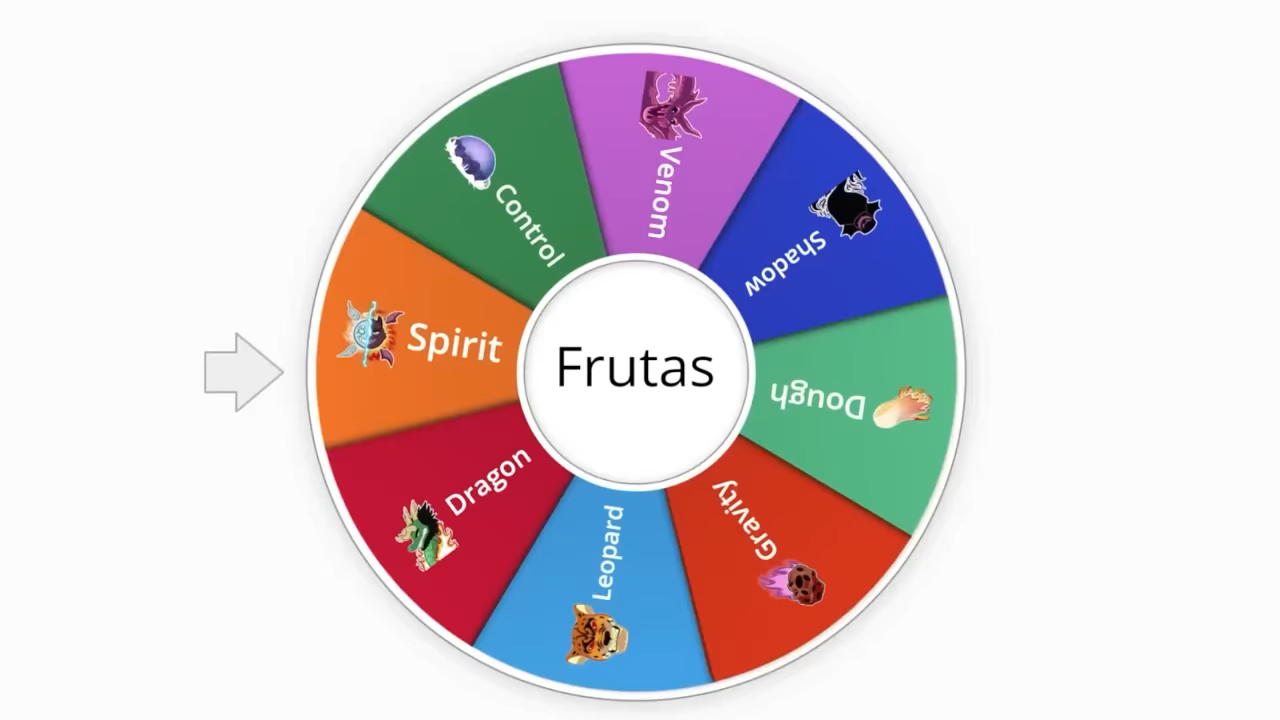 Venom
Shadow
Dough
Gravity
Leopard
Dragon
Spirit
Control
Frutas